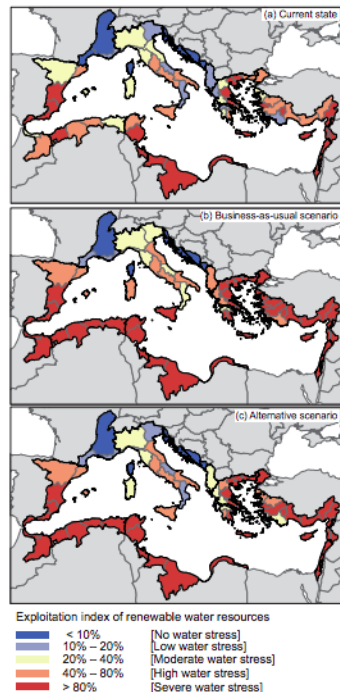 (a) Current state
(b) Business-as-usual scenario
(c) Alternative scenario
Exploitation index of renewable water resources
< 10% [No water stress]
10% – 20% [Low water stress]
20% – 40% [Moderate water stress]
40% – 80% [High water stress]
> 80% [Severe water stress]